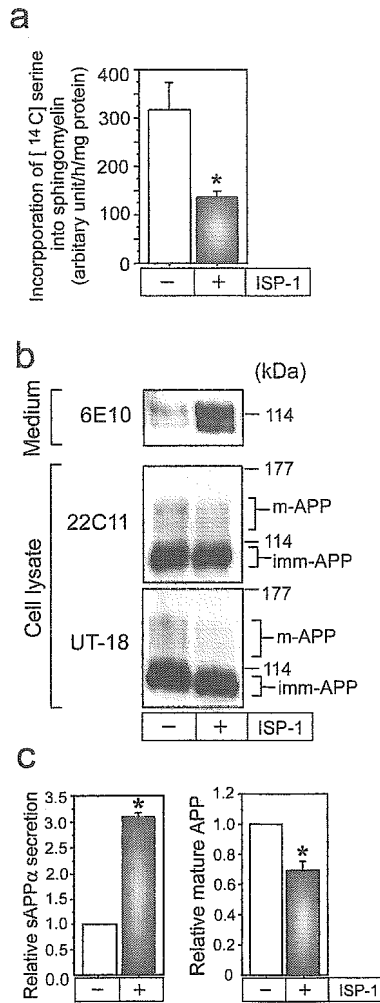 a
Incorpporation of [ 14 C] serine
into sphingomyelin
(arbitary unit/h/mg protein)
400
300
200
150
100
50
0
− + ISP-1
b
(kDa)
Medium
6E10
114
Cell lysate
22C11
177
m-APP
114
imm-APP
UT-18
177
m-APP
114
imm-APP
− + ISP-1
c
Relative sAPPα secretion
3.5
3.0
2.5
2.0
1.5
1.0
0.5
0.0
*
− +
Relative mature APP
1.2
1
0.8
0.6
0.4
0.2
0
*
− + ISP-1